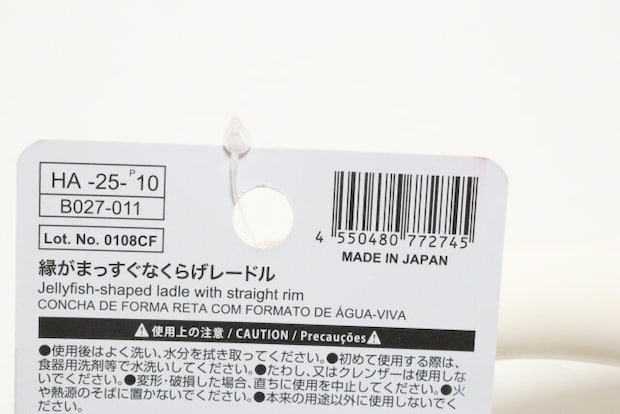 HA -25-P10
B027-011
Lot. No. 0108CF
4 550480 772745
MADE IN JAPAN
縁がまっすぐなくらげレードル
Jellyfish-shaped ladle with straight rim
CONCHA DE FORMA RETA COM FORMATO DE ÁGUA-VIVA
⚠使用上の注意 / CAUTION / Precauções⚠
●使用後はよく洗い、水分を拭き取ってください。●初めて使用する際は、
食器用洗剤等で水洗いしてください。●たわし、又はクレンザーは使用しな
いでください。●変形・破損した場合、直ちに使用を中止してください。●火
や熱源のそばに置かないでください。●本来の用途以外に使用しないでく
ださい。